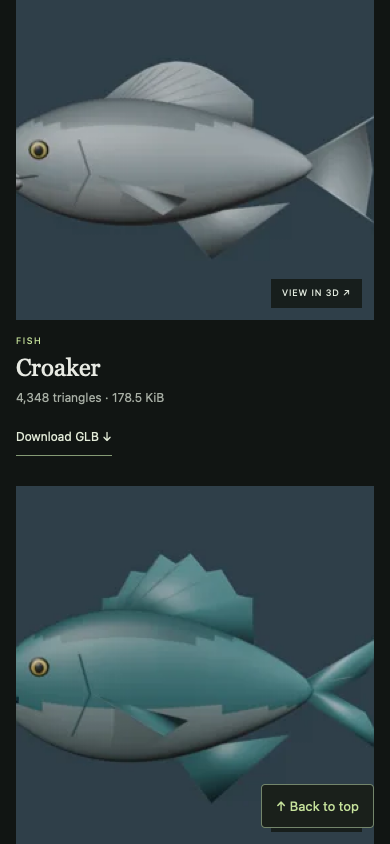 VIEW IN 3D ↗
FISH
Croaker
4,348 triangles · 178.5 KiB
Download GLB ↓
↑ Back to top